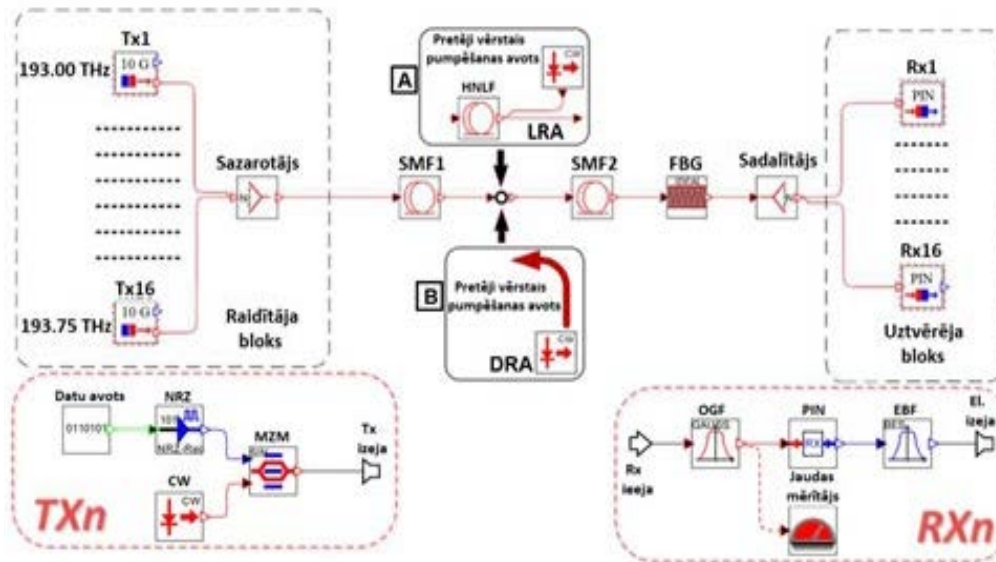 Tx1
10 G
193.00 THz
Sazarotājs
Tx16
10 G
193.75 THz
Raidītāja
bloks
A
Pretēji vērstais
pumpēšanas avots
CW
HNLF
LRA
SMF1
SMF2
FBG
Sadalītājs
B
Pretēji vērstais
pumpēšanas avots
CW
DRA
Rx1
PIN
Rx16
PIN
Uztvērēja
bloks
Datu avots
0110101
NRZ
MZM
Tx
izeja
CW
CW
TXn
OGF
GAUSS
PIN
RX
EBF
El.
izeja
Rx
ieeja
Jaudas
mērītājs
RXn